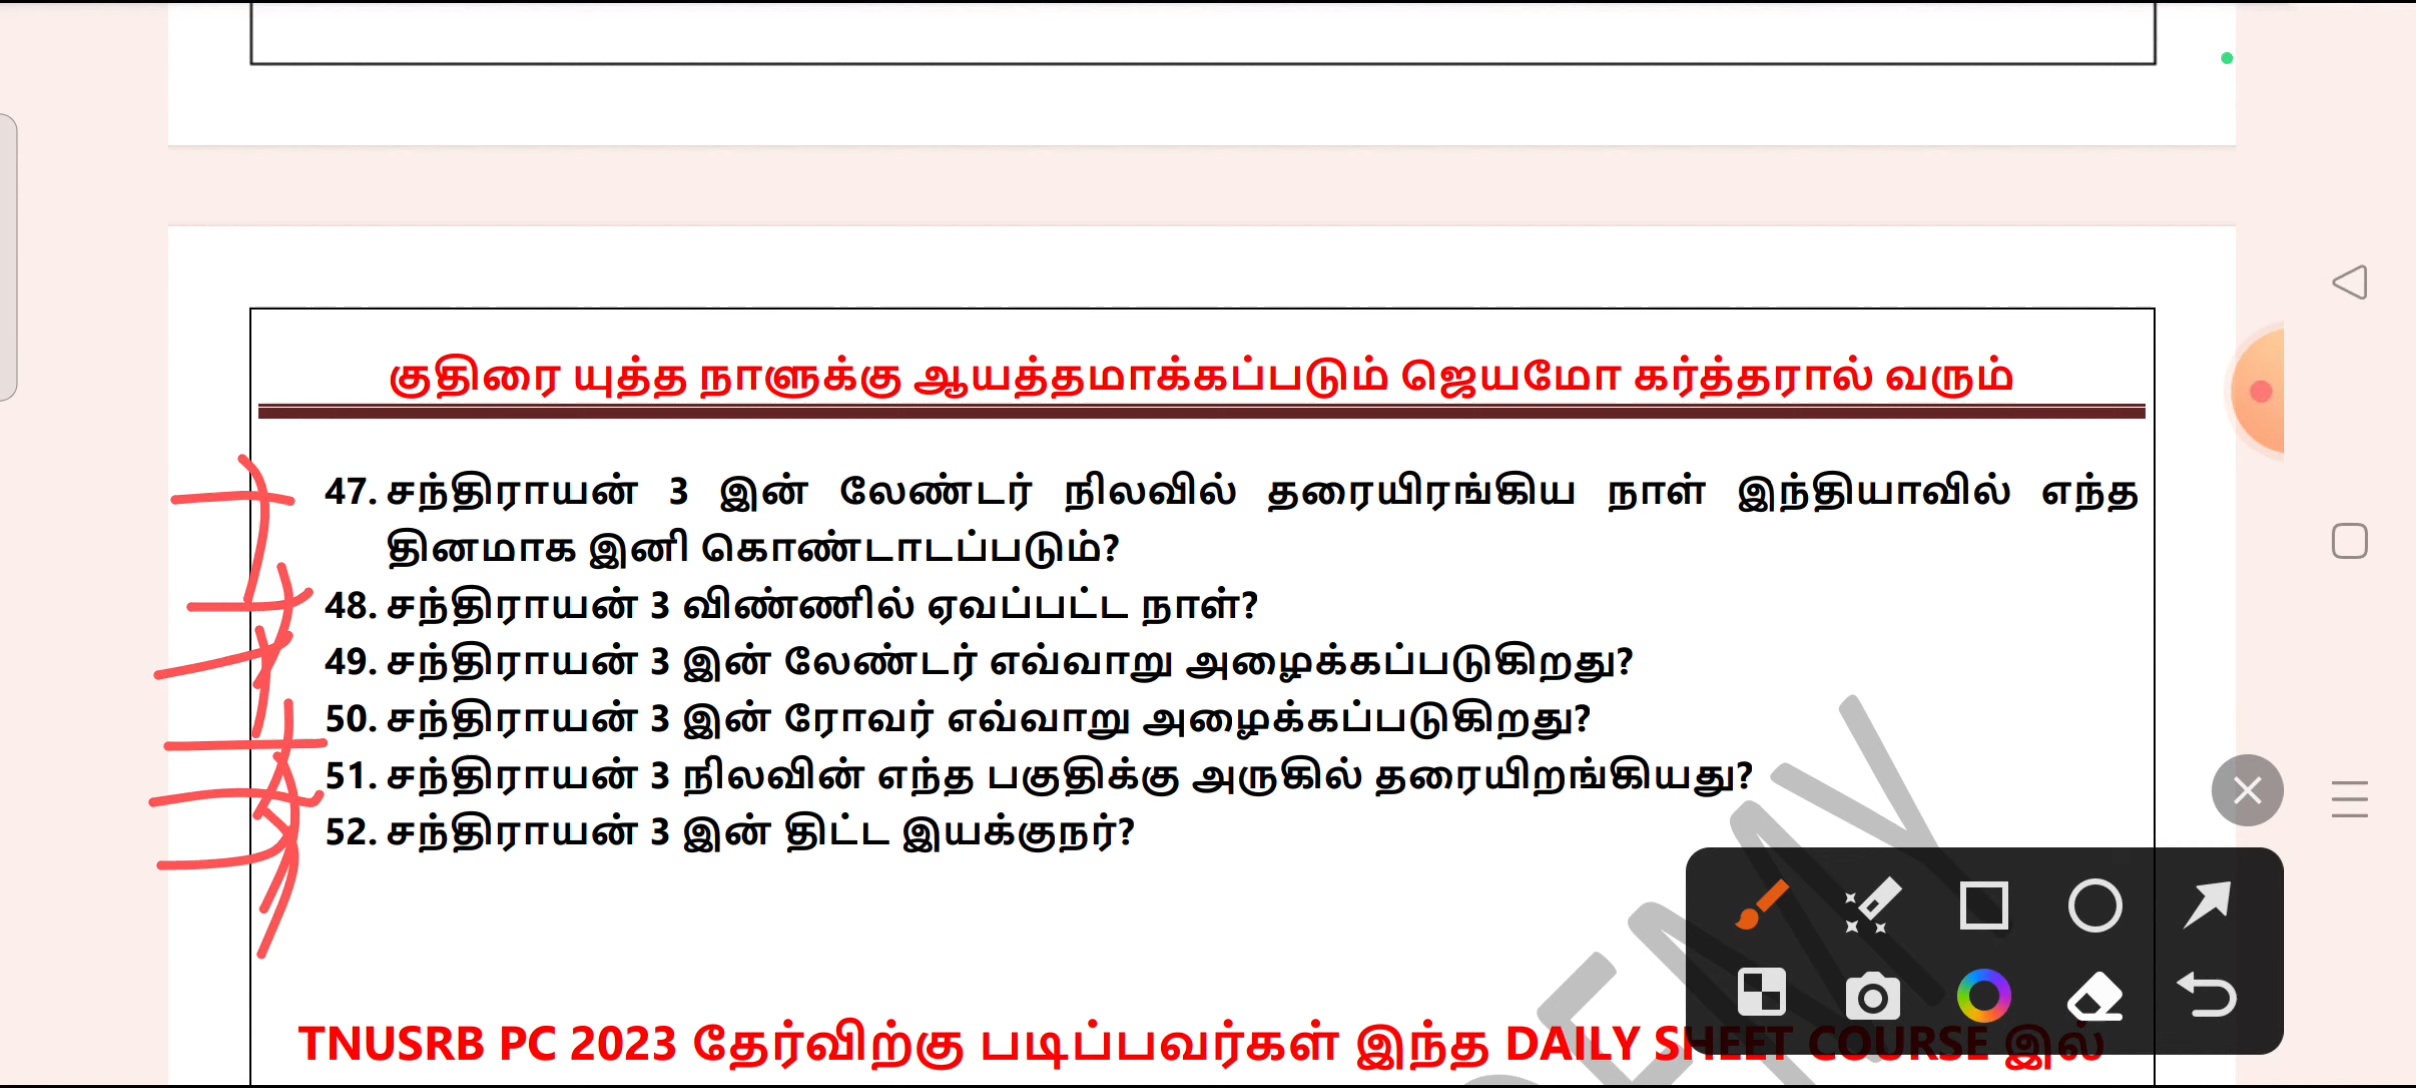 குதிரை யுத்த நாளுக்கு ஆயத்தமாக்கப்படும் ஜெயமோ கர்த்தரால் வரும்
47. சந்திராயன் 3 இன் லேண்டர் நிலவில் தரையிரங்கிய நாள் இந்தியாவில் எந்த
தினமாக இனி கொண்டாடப்படும்?
48. சந்திராயன் 3 விண்ணில் ஏவப்பட்ட நாள்?
49. சந்திராயன் 3 இன் லேண்டர் எவ்வாறு அழைக்கப்படுகிறது?
50. சந்திராயன் 3 இன் ரோவர் எவ்வாறு அழைக்கப்படுகிறது?
51. சந்திராயன் 3 நிலவின் எந்த பகுதிக்கு அருகில் தரையிறங்கியது?
52. சந்திராயன் 3 இன் திட்ட இயக்குநர்?
TNUSRB PC 2023 தேர்விற்கு படிப்பவர்கள் இந்த DAILY SHEET COURSE இல்